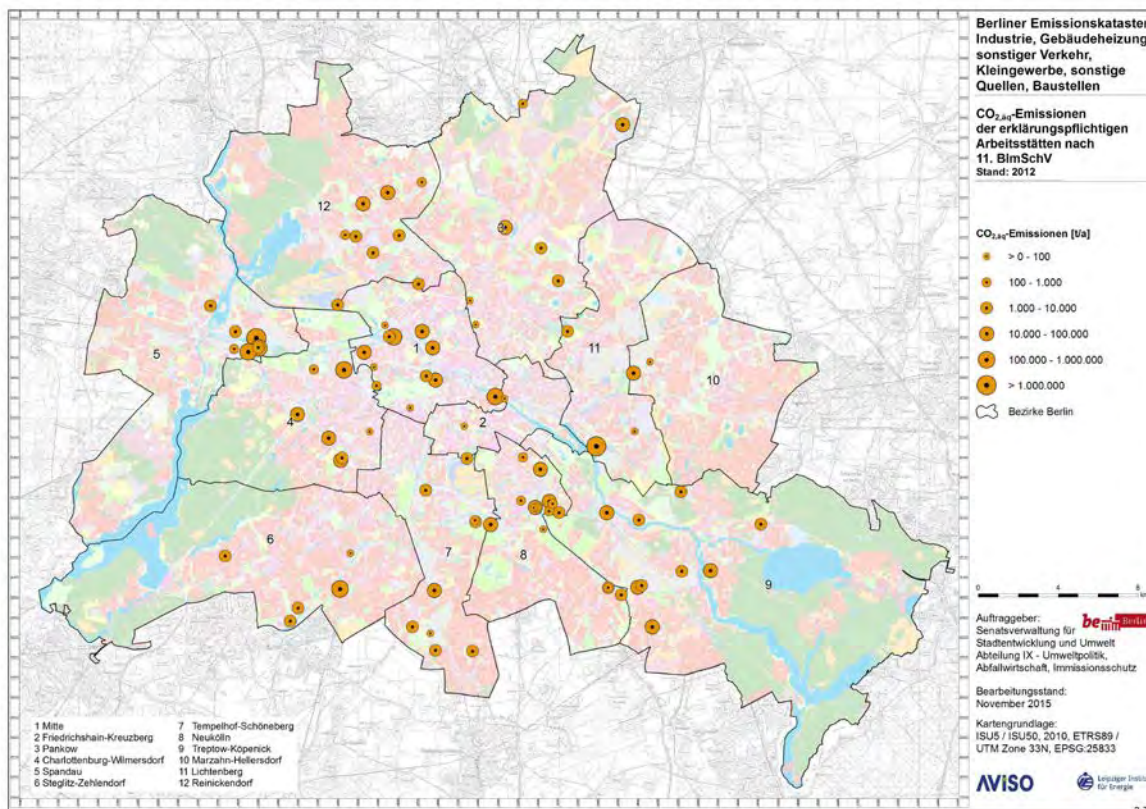 Berliner Emissionskataster
Industrie, Gebäudeheizung
sonstiger Verkehr,
Kleingewerbe, sonstige
Quellen, Baustellen
CO2,äq-Emissionen
der erklärungspflichtigen
Arbeitsstätten nach
11. BImSchV
Stand: 2012
CO2,äq-Emissionen [t/a]
> 0 - 100
100 - 1.000
1.000 - 10.000
10.000 - 100.000
100.000 - 1.000.000
> 1.000.000
Bezirke Berlin
12
3
5
1
11
10
4
2
6
7
8
9
0 4 8
Auftraggeber:
Senatsverwaltung für
Stadtentwicklung und Umwelt
Abteilung IX - Umweltpolitik,
Abfallwirtschaft, Immissionsschutz
be Berlin
Bearbeitungsstand:
November 2015
Kartengrundlage:
ISU5 / ISU50, 2010, ETRS89 /
UTM Zone 33N, EPSG:25833
AVISO
Leipziger Institut
für Energie
1 Mitte
2 Friedrichshain-Kreuzberg
3 Pankow
4 Charlottenburg-Wilmersdorf
5 Spandau
6 Steglitz-Zehlendorf
7 Tempelhof-Schöneberg
8 Neukölln
9 Treptow-Köpenick
10 Marzahn-Hellersdorf
11 Lichtenberg
12 Reinickendorf